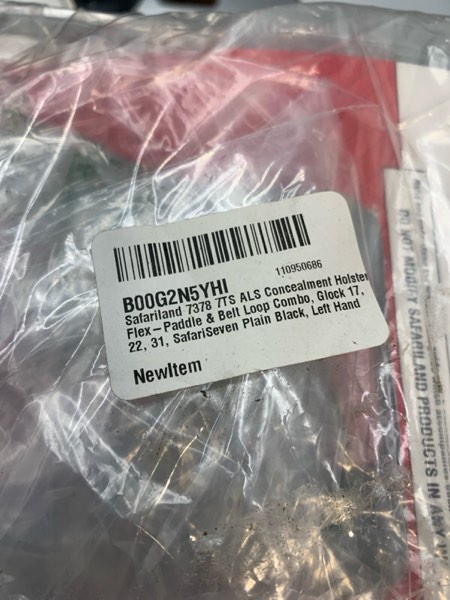 110950686
B00G2N5YHI
Safariland 7378 7TS ALS Concealment Holster
Flex-Paddle & Belt Loop Combo, Glock 17,
22, 31, SafariSeven Plain Black, Left Hand
NewItem
DO NOT MODIFY SAFARILAND PRODUCTS IN ANY